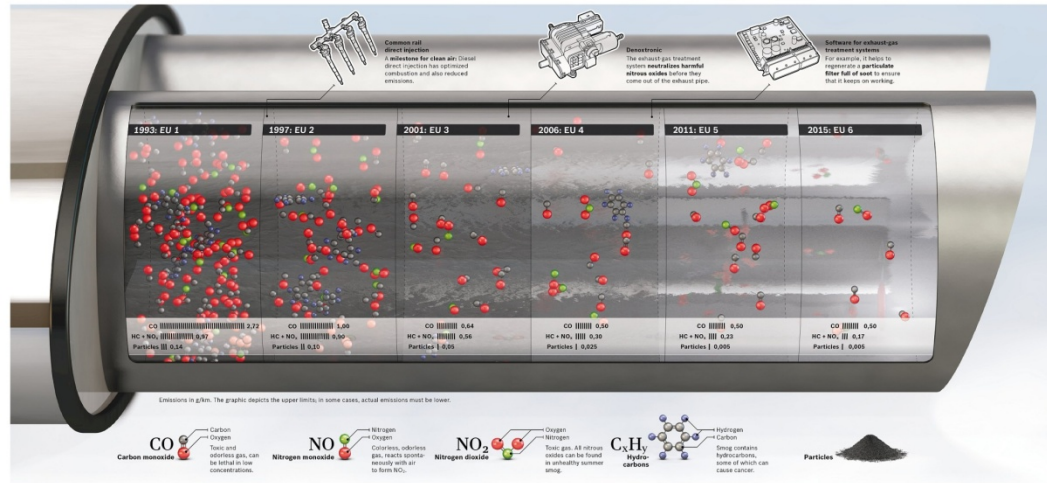 Common rail
direct injection
A milestone for clean air: Diesel
direct injection has optimized
combustion and also reduced
emissions.
Denoxtronic
The exhaust-gas treatment
system neutralizes harmful
nitrous oxides before they
come out of the exhaust pipe.
Software for exhaust-gas
treatment systems
For example, it helps to
regenerate a particulate
filter full of soot to ensure
that it keeps on working.
1993: EU 1
1997: EU 2
2001: EU 3
2006: EU 4
2011: EU 5
2015: EU 6
CO 2,72
HC + NOx 0,97
Particles 0,14
CO 1,00
HC + NOx 0,90
Particles 0,10
CO 0,64
HC + NOx 0,56
Particles 0,05
CO 0,50
HC + NOx 0,30
Particles 0,025
CO 0,50
HC + NOx 0,23
Particles 0,005
CO 0,50
HC + NOx 0,17
Particles 0,005
Emissions in g/km. The graphic depicts the upper limits; in some cases, actual emissions must be lower.
CO
Carbon monoxide
Carbon
Oxygen
Toxic and
odorless gas, can
be lethal in low
concentrations.
NO
Nitrogen monoxide
Nitrogen
Oxygen
Colorless, odorless
gas, reacts sponta-
neously with air
to form NO₂.
NO₂
Nitrogen dioxide
Oxygen
Nitrogen
Toxic gas. All nitrous
oxides can be found
in unhealthy summer
smog.
CxHy
Hydro-
carbons
Hydrogen
Carbon
Smog contains
hydrocarbons,
some of which can
cause cancer.
Particles